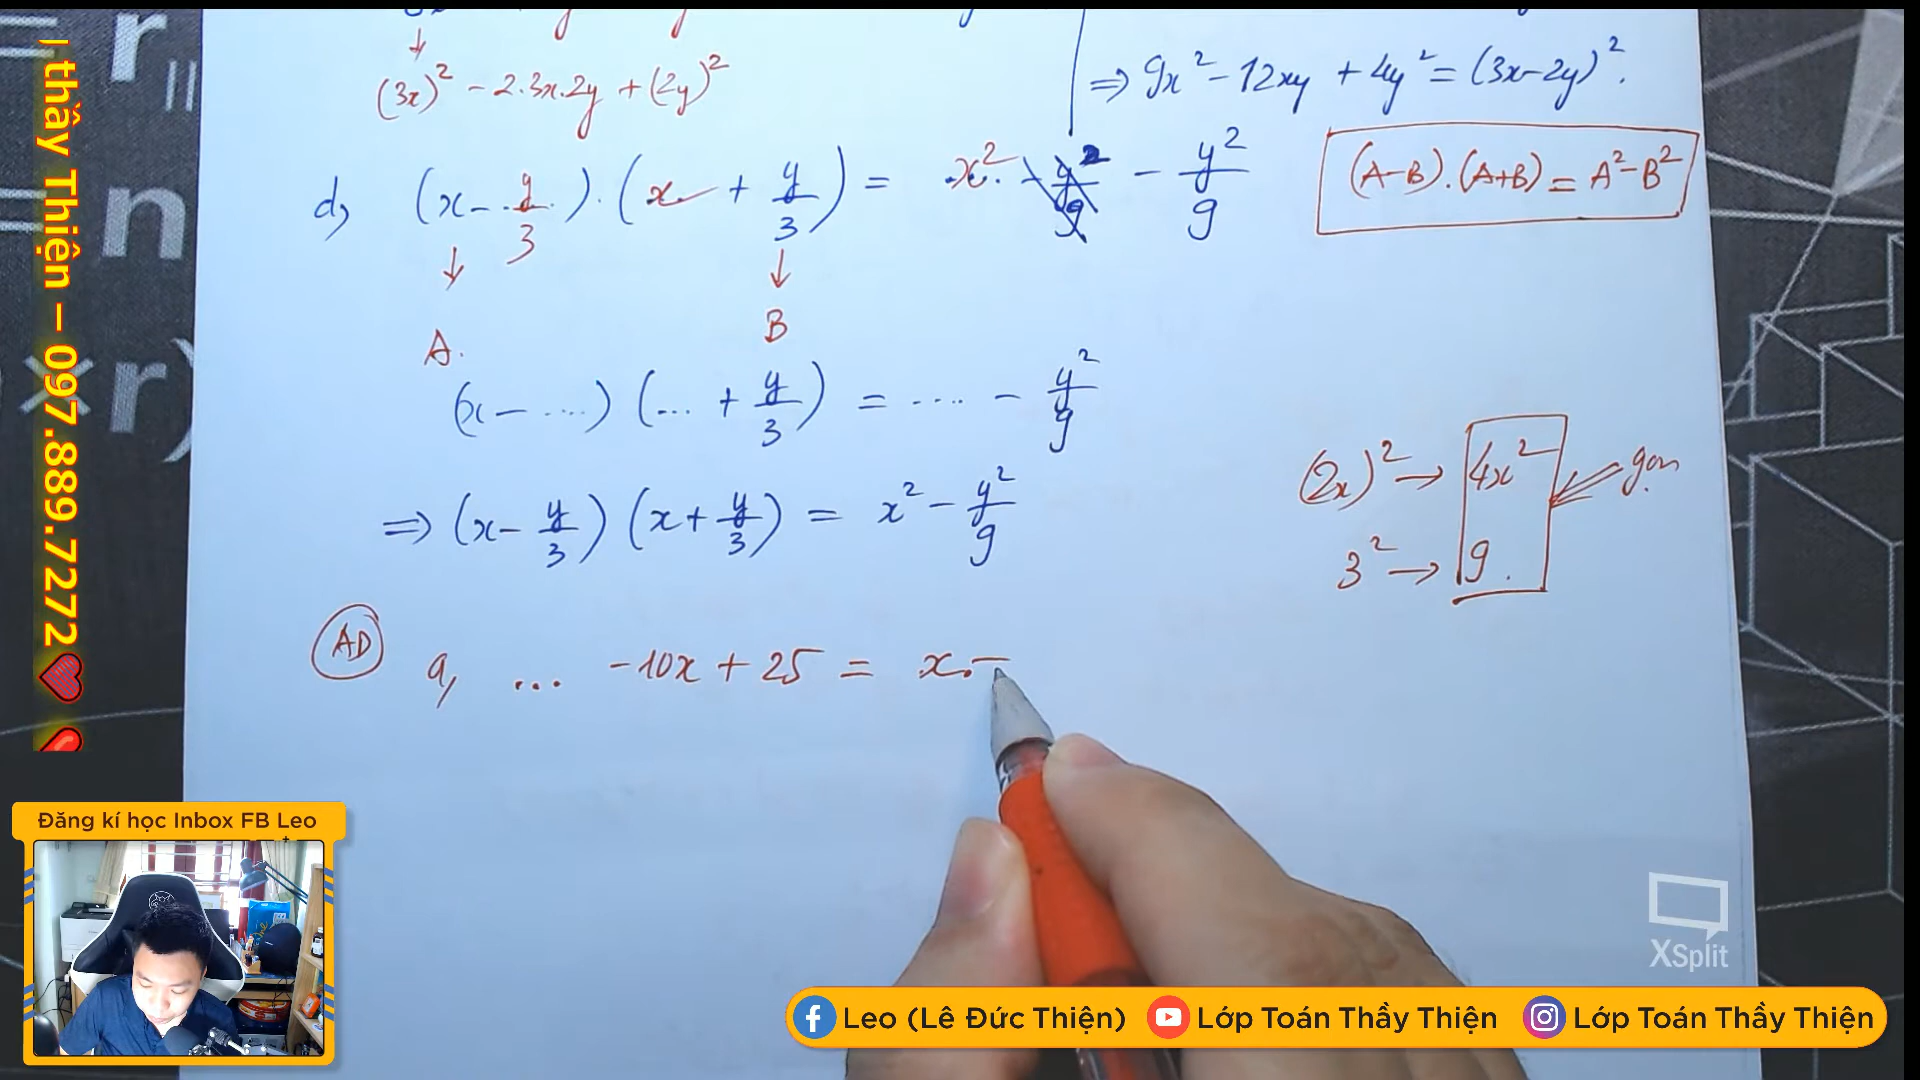 (3x)² - 2.3x.2y + (2y)²
⇒ 9x² - 12xy + 4y² = (3x-2y)².
d, (x - y/3).(x + y/3) = x² - y²/9 - y²/9
(A-B).(A+B) = A²-B²
A.
B
(x - ....) (... + y/3) = .... - y²/9
⇒ (x - y/3) (x + y/3) = x² - y²/9
(2x)² → 4x²
gọn
3² → 9.
AD
a, ... -10x + 25 = x. -
thầy Thiện – 097.889.7272
= r
n
×r)
Đăng kí học Inbox FB Leo
XSplit
Leo (Lê Đức Thiện)
Lớp Toán Thầy Thiện
Lớp Toán Thầy Thiện